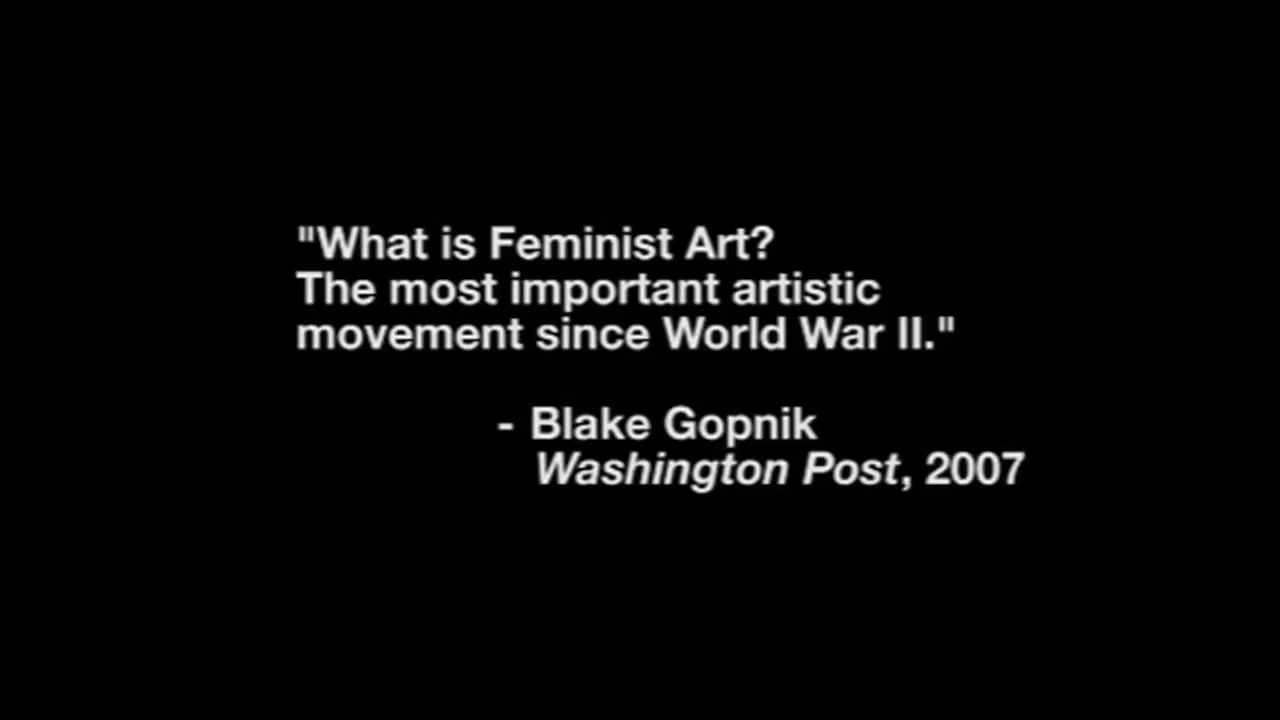 "What is Feminist Art?
The most important artistic
movement since World War II."
- Blake Gopnik
Washington Post, 2007